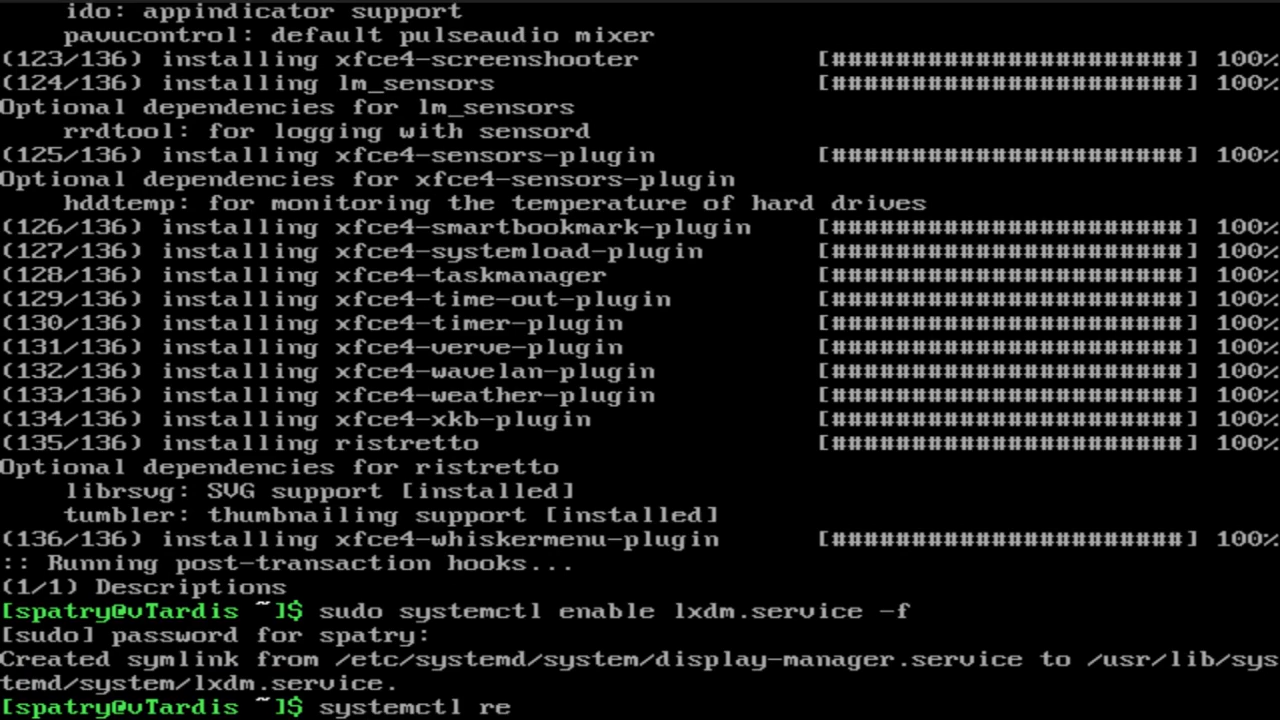 ido: appindicator support
    pavucontrol: default pulseaudio mixer
(123/136) installing xfce4-screenshooter [######################] 100%
(124/136) installing lm_sensors [######################] 100%
Optional dependencies for lm_sensors
    rrdtool: for logging with sensord
(125/136) installing xfce4-sensors-plugin [######################] 100%
Optional dependencies for xfce4-sensors-plugin
    hddtemp: for monitoring the temperature of hard drives
(126/136) installing xfce4-smartbookmark-plugin [######################] 100%
(127/136) installing xfce4-systemload-plugin [######################] 100%
(128/136) installing xfce4-taskmanager [######################] 100%
(129/136) installing xfce4-time-out-plugin [######################] 100%
(130/136) installing xfce4-timer-plugin [######################] 100%
(131/136) installing xfce4-verve-plugin [######################] 100%
(132/136) installing xfce4-wavelan-plugin [######################] 100%
(133/136) installing xfce4-weather-plugin [######################] 100%
(134/136) installing xfce4-xkb-plugin [######################] 100%
(135/136) installing ristretto [######################] 100%
Optional dependencies for ristretto
    librsvg: SVG support [installed]
    tumbler: thumbnailing support [installed]
(136/136) installing xfce4-whiskermenu-plugin [######################] 100%
:: Running post-transaction hooks...
(1/1) Descriptions
[spatry@vTardis ~]$ sudo systemctl enable lxdm.service -f
[sudo] password for spatry:
Created symlink from /etc/systemd/system/display-manager.service to /usr/lib/sys
temd/system/lxdm.service.
[spatry@vTardis ~]$ systemctl re